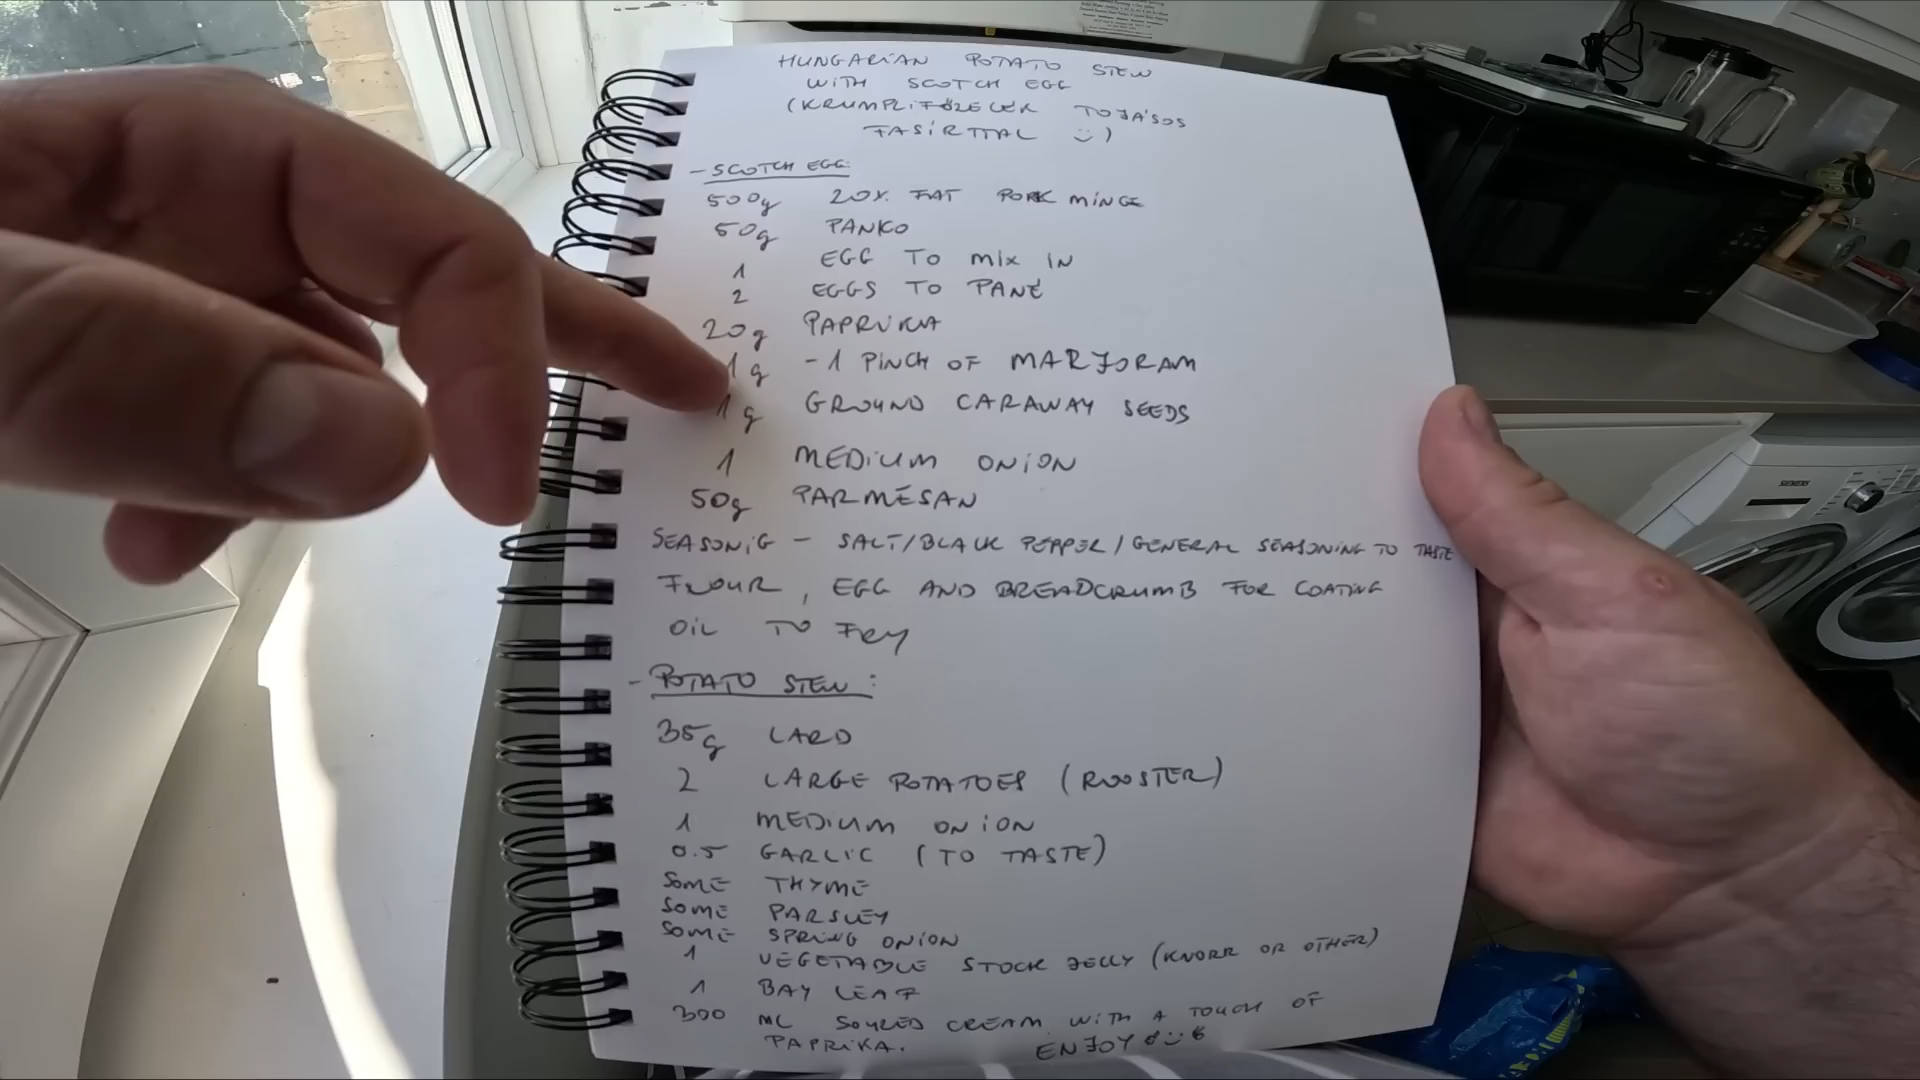 HUNGARIAN POTATO STEW
WITH SCOTCH EGG
(KRUMPLIFŐZELÉK TOJÁSOS
FASÍRTTAL :)
- SCOTCH EGG:
500g 20% FAT PORK MINCE
50g PANKO
1 EGG TO MIX IN
2 EGGS TO PANÉ
20g PAPRIKA
1g - 1 PINCH OF MARJORAM
1g GROUND CARAWAY SEEDS
1 MEDIUM ONION
50g PARMESAN
SEASONIG - SALT/BLACK PEPPER/GENERAL SEASONING TO TASTE
FLOUR, EGG AND BREADCRUMB FOR COATING
OIL TO FRY
- POTATO STEW:
35g LARD
2 LARGE POTATOES (ROOSTER)
1 MEDIUM ONION
0.5 GARLIC (TO TASTE)
SOME THYME
SOME PARSLEY
SOME SPRING ONION
1 VEGETABLE STOCK JELLY (KNORR OR OTHER)
1 BAY LEAF
300 ML SOURED CREAM WITH A TOUCH OF
PAPRIKA.
ENJOY
SIEMENS